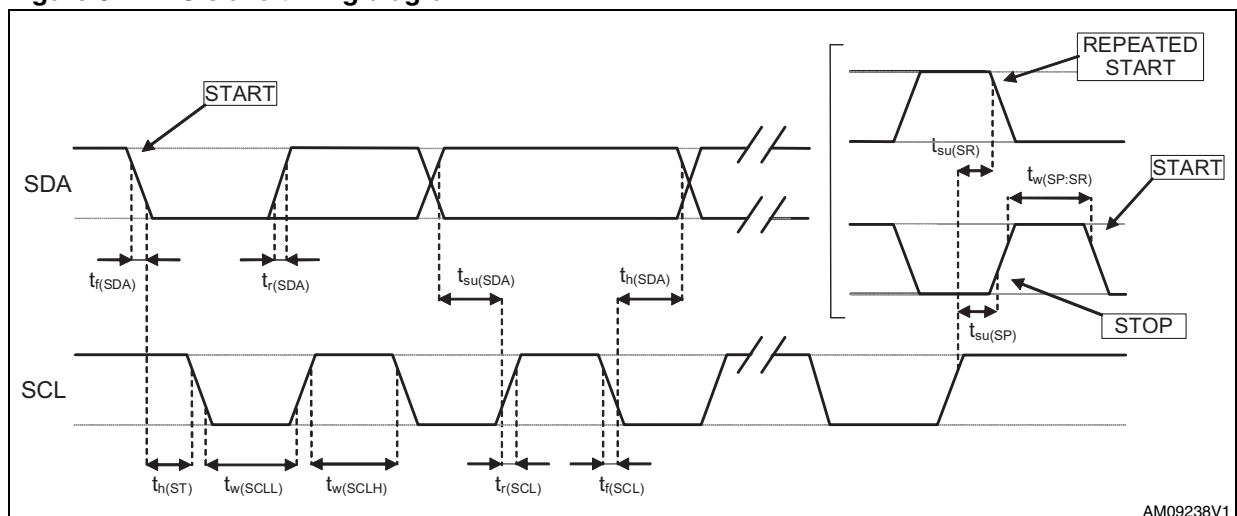 START
REPEATED
START
SDA
tsu(SR)
tw(SP:SR)
START
tf(SDA)
tr(SDA)
tsu(SDA)
th(SDA)
tsu(SP)
STOP
SCL
th(ST)
tw(SCLL)
tw(SCLH)
tr(SCL)
tf(SCL)
AM09238V1